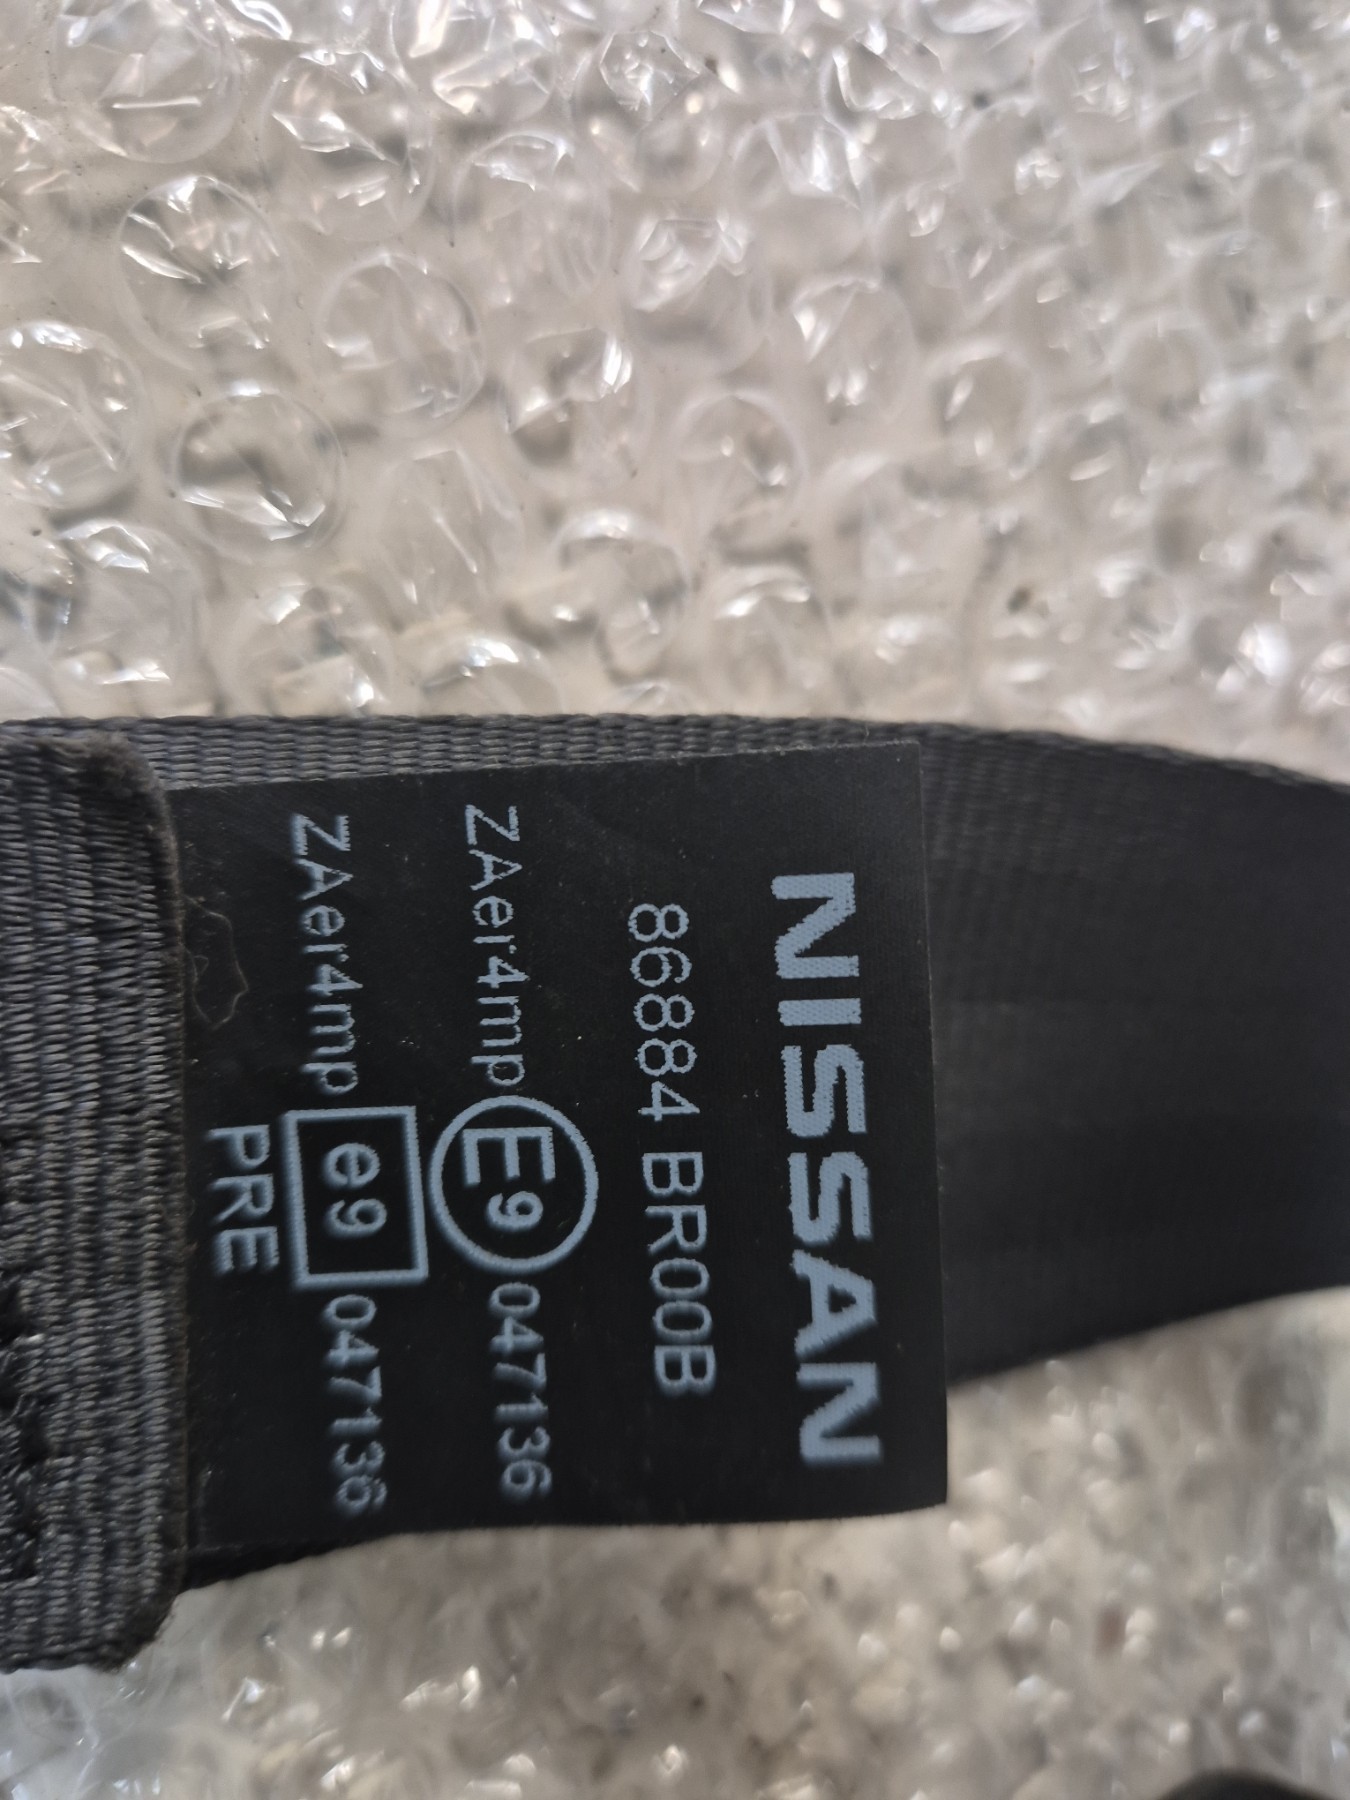 NISSAN
86884 BR00B
ZAer4mp E9 047136
ZAer4mp e9 047136
PRE